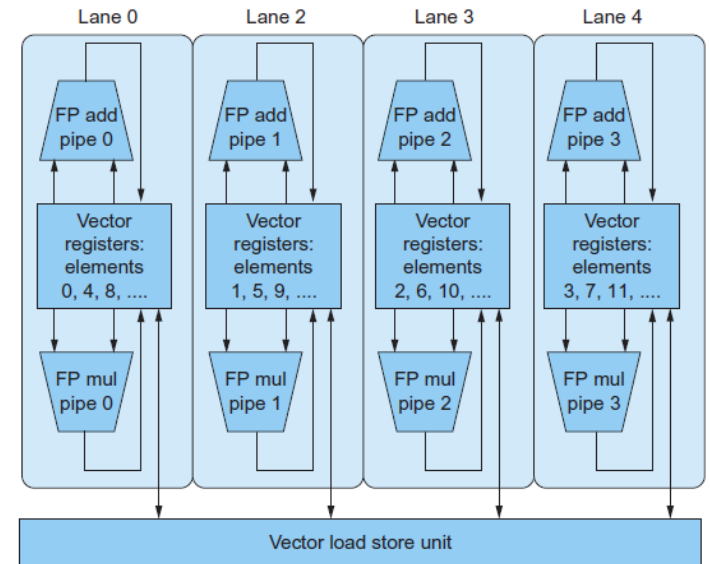 Lane 0
Lane 2
Lane 3
Lane 4
FP add
pipe 0
FP add
pipe 1
FP add
pipe 2
FP add
pipe 3
Vector
registers:
elements
0, 4, 8, ....
Vector
registers:
elements
1, 5, 9, ....
Vector
registers:
elements
2, 6, 10, ....
Vector
registers:
elements
3, 7, 11, ....
FP mul
pipe 0
FP mul
pipe 1
FP mul
pipe 2
FP mul
pipe 3
Vector load store unit